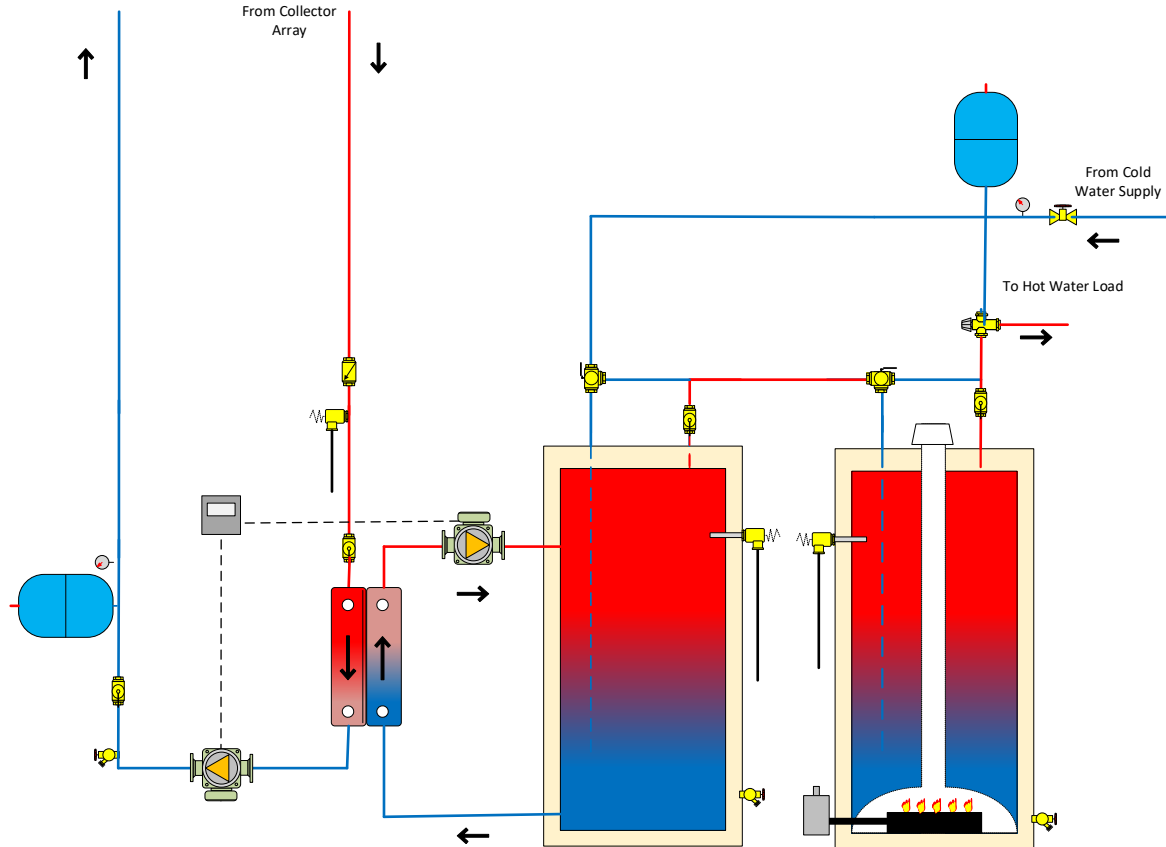 From Collector
Array
From Cold
Water Supply
To Hot Water Load